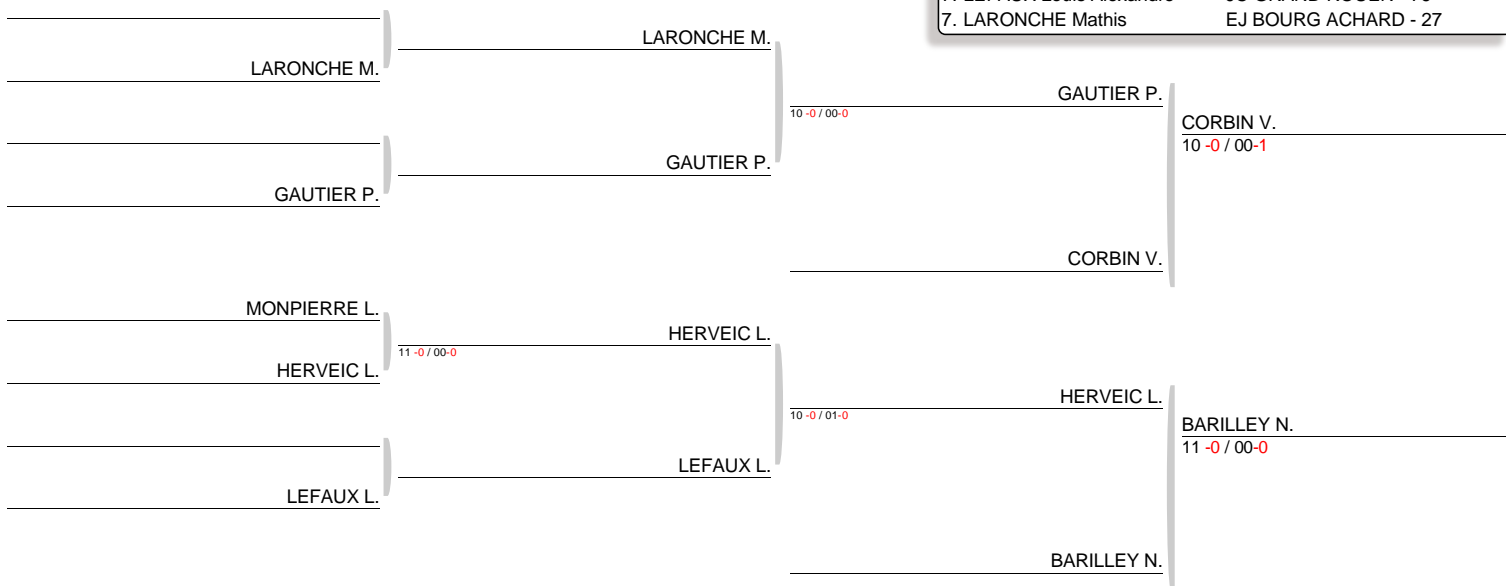 7. LARONCHE Mathis EJ BOURG ACHARD - 27
LARONCHE M.
LARONCHE M.
GAUTIER P.
10 -0 / 00-0
CORBIN V.
10 -0 / 00-1
GAUTIER P.
GAUTIER P.
CORBIN V.
MONPIERRE L.
HERVEIC L.
11 -0 / 00-0
HERVEIC L.
HERVEIC L.
10 -0 / 01-0
BARILLEY N.
11 -0 / 00-0
LEFAUX L.
LEFAUX L.
BARILLEY N.